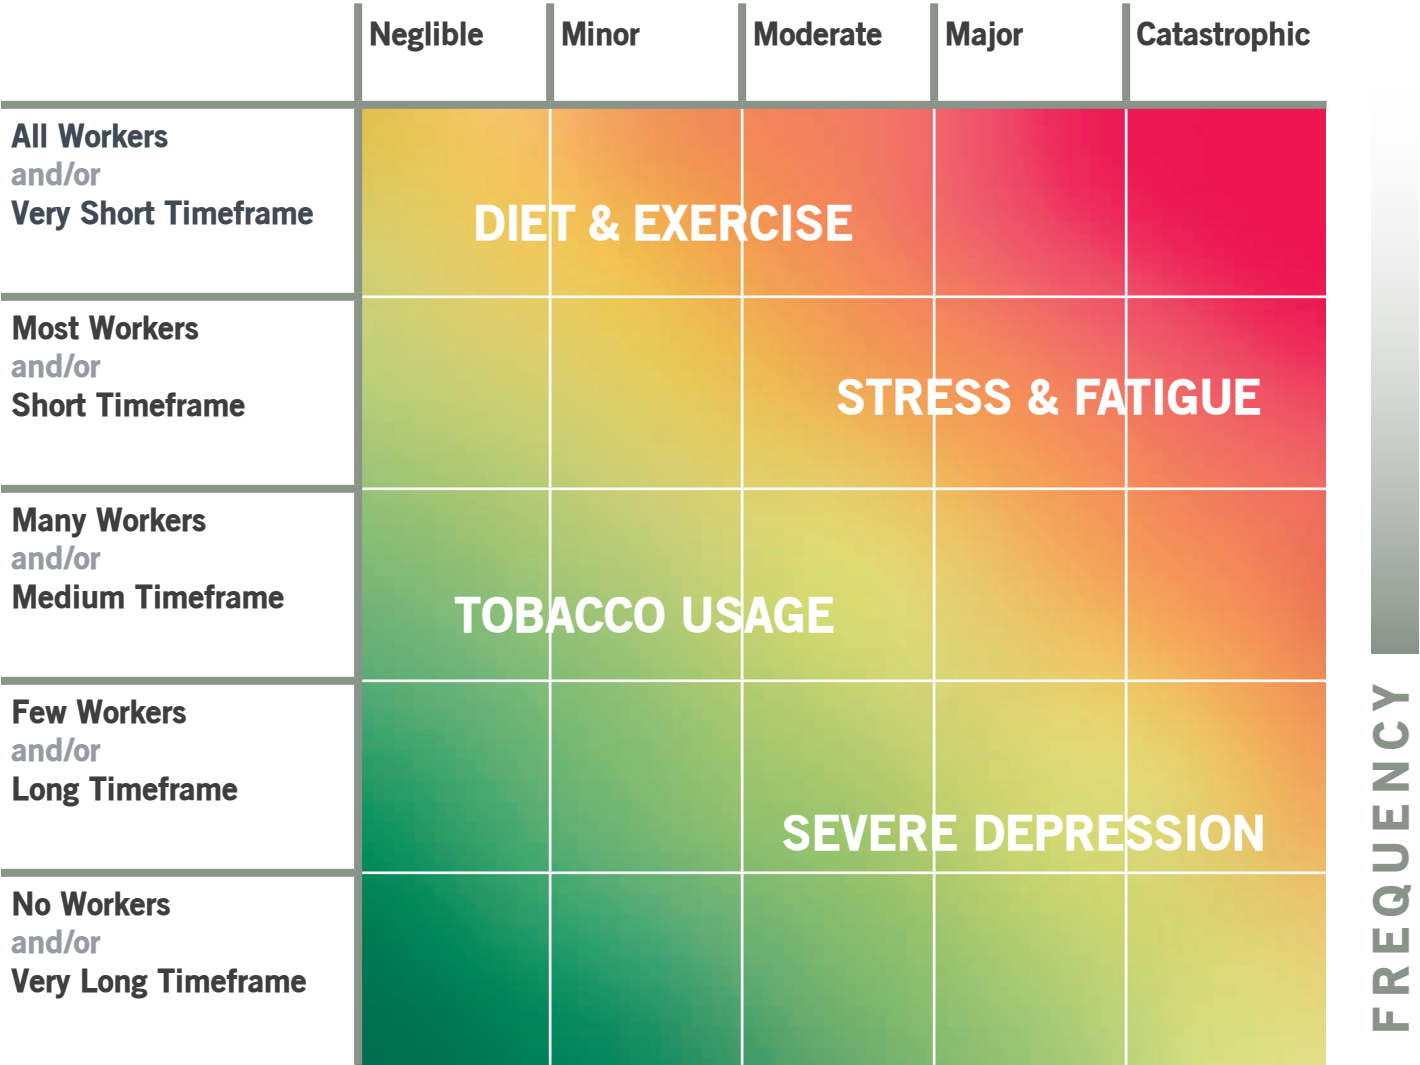 Neglible Minor Moderate Major Catastrophic
All Workers
and/or
Very Short Timeframe
DIET & EXERCISE
Most Workers
and/or
Short Timeframe
STRESS & FATIGUE
Many Workers
and/or
Medium Timeframe
TOBACCO USAGE
Few Workers
and/or
Long Timeframe
SEVERE DEPRESSION
No Workers
and/or
Very Long Timeframe
FREQUENCY